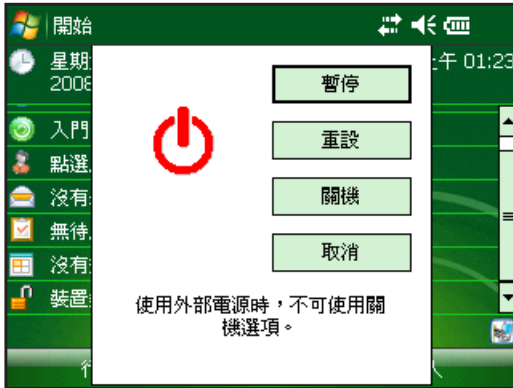 開始
星期
2008
午 01:23
入門
點選
沒有
無待
沒有
裝置
暫停
重設
關機
取消
使用外部電源時，不可使用關
機選項。
行